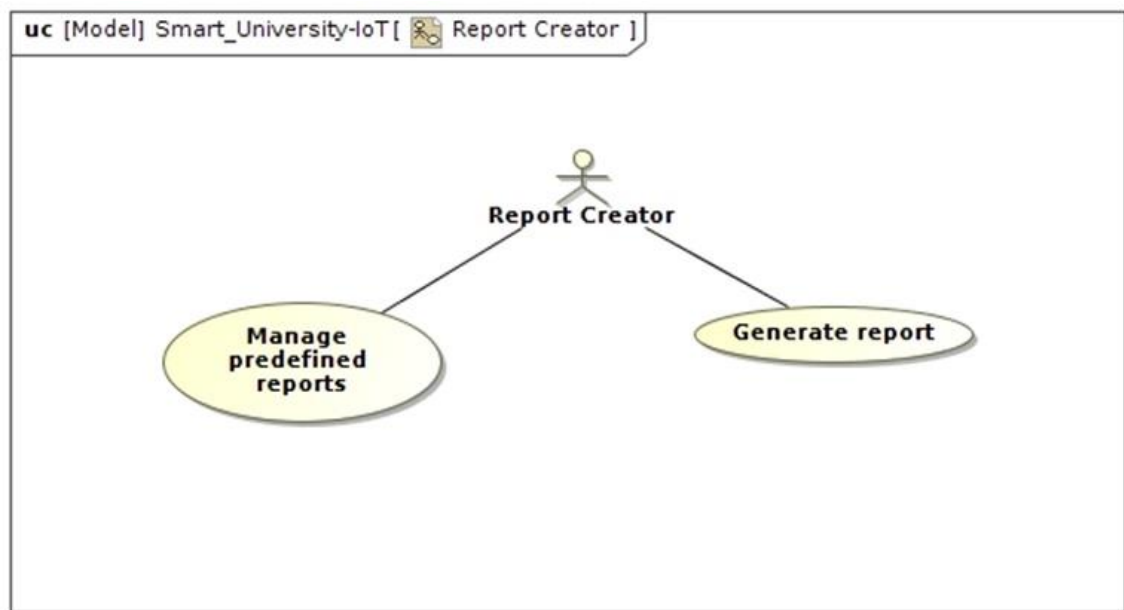 uc [Model] Smart_University-IoT[ Report Creator ]
Report Creator
Manage
predefined
reports
Generate report